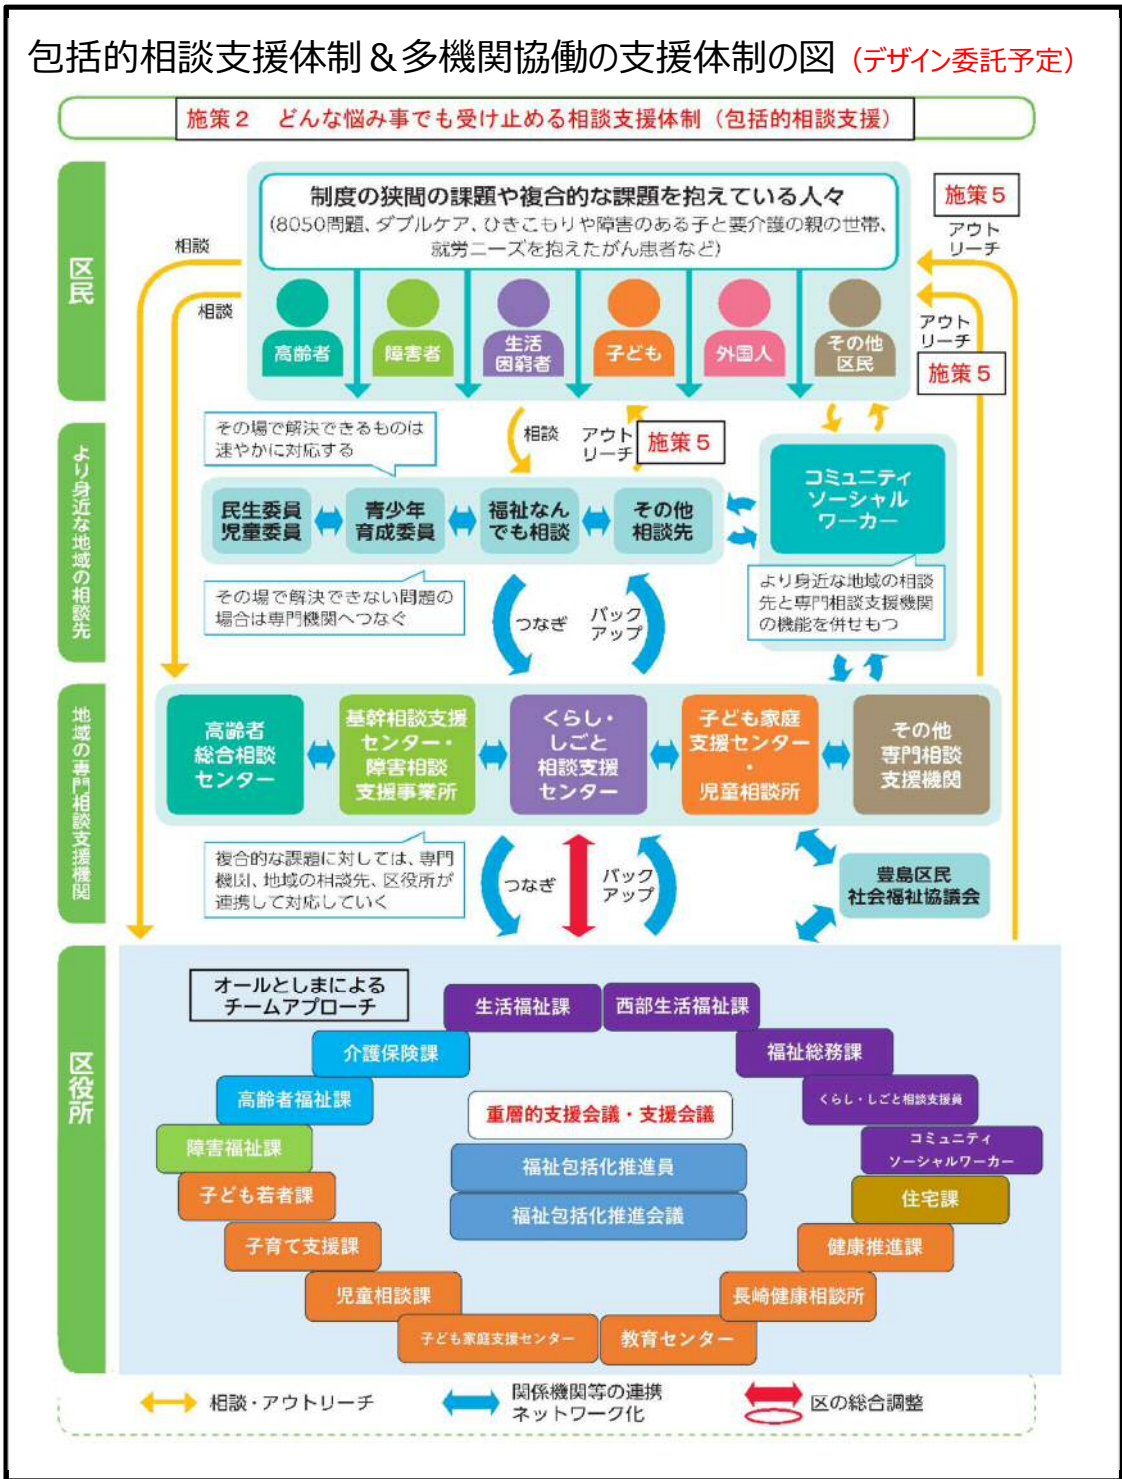 包括的相談支援体制＆多機関協働の支援体制の図（デザイン委託予定）
施策２　どんな悩み事でも受け止める相談支援体制（包括的相談支援）
区民
制度の狭間の課題や複合的な課題を抱えている人々
(8050問題、ダブルケア、ひきこもりや障害のある子と要介護の親の世帯、
就労ニーズを抱えたがん患者など)
相談
相談
高齢者
障害者
生活
困窮者
子ども
外国人
その他
区民
施策５
アウト
リーチ
アウト
リーチ
施策５
より身近な地域の相談先
その場で解決できるものは
速やかに対応する
相談
アウト
リーチ
施策５
民生委員
児童委員
青少年
育成委員
福祉なん
でも相談
その他
相談先
コミュニティ
ソーシャル
ワーカー
より身近な地域の相談
先と専門相談支援機関
の機能を併せもつ
その場で解決できない問題の
場合は専門機関へつなぐ
つなぎ
バック
アップ
地域の専門相談支援機関
高齢者
総合相談
センター
基幹相談支援
センター・
障害相談
支援事業所
くらし・
しごと
相談支援
センター
子ども家庭
支援センター
・
児童相談所
その他
専門相談
支援機関
複合的な課題に対しては、専門
機関、地域の相談先、区役所が
連携して対応していく
つなぎ
バック
アップ
豊島区民
社会福祉協議会
区役所
オールとしまによる
チームアプローチ
生活福祉課
西部生活福祉課
介護保険課
福祉総務課
高齢者福祉課
くらし・しごと相談支援員
重層的支援会議・支援会議
障害福祉課
コミュニティ
ソーシャルワーカー
福祉包括化推進員
子ども若者課
住宅課
福祉包括化推進会議
子育て支援課
健康推進課
児童相談課
長崎健康相談所
子ども家庭支援センター
教育センター
相談・アウトリーチ
関係機関等の連携
ネットワーク化
区の総合調整